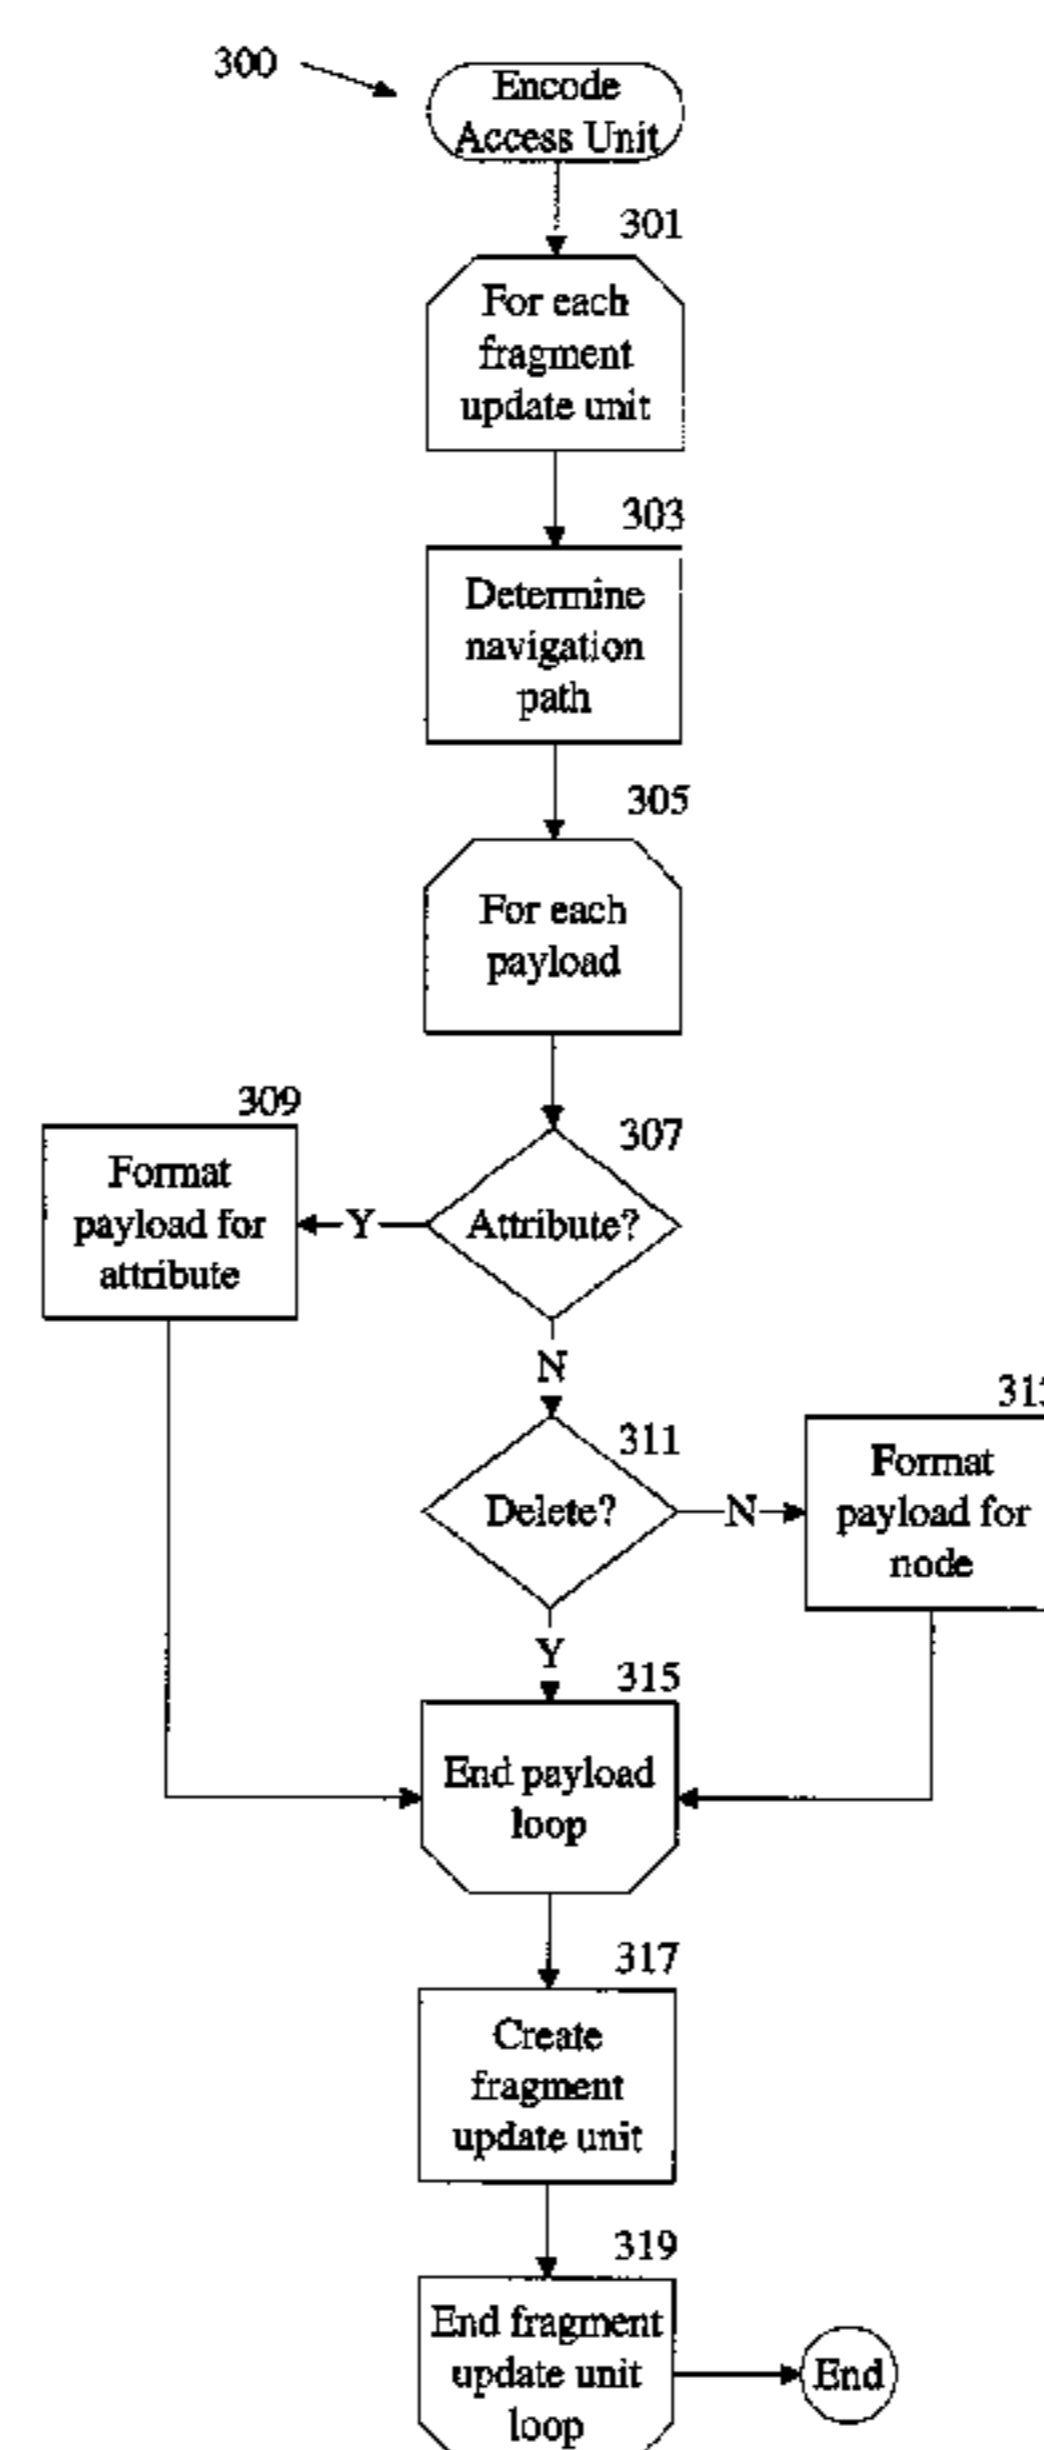 300
Encode
Access Unit
301
For each
fragment
update unit
303
Determine
navigation
path
305
For each
payload
309
Format
payload for
attribute
307
Attribute?
Y
N
311
Delete?
N
Format
payload for
node
Y
315
End payload
loop
317
Create
fragment
update unit
319
End fragment
update unit
loop
End